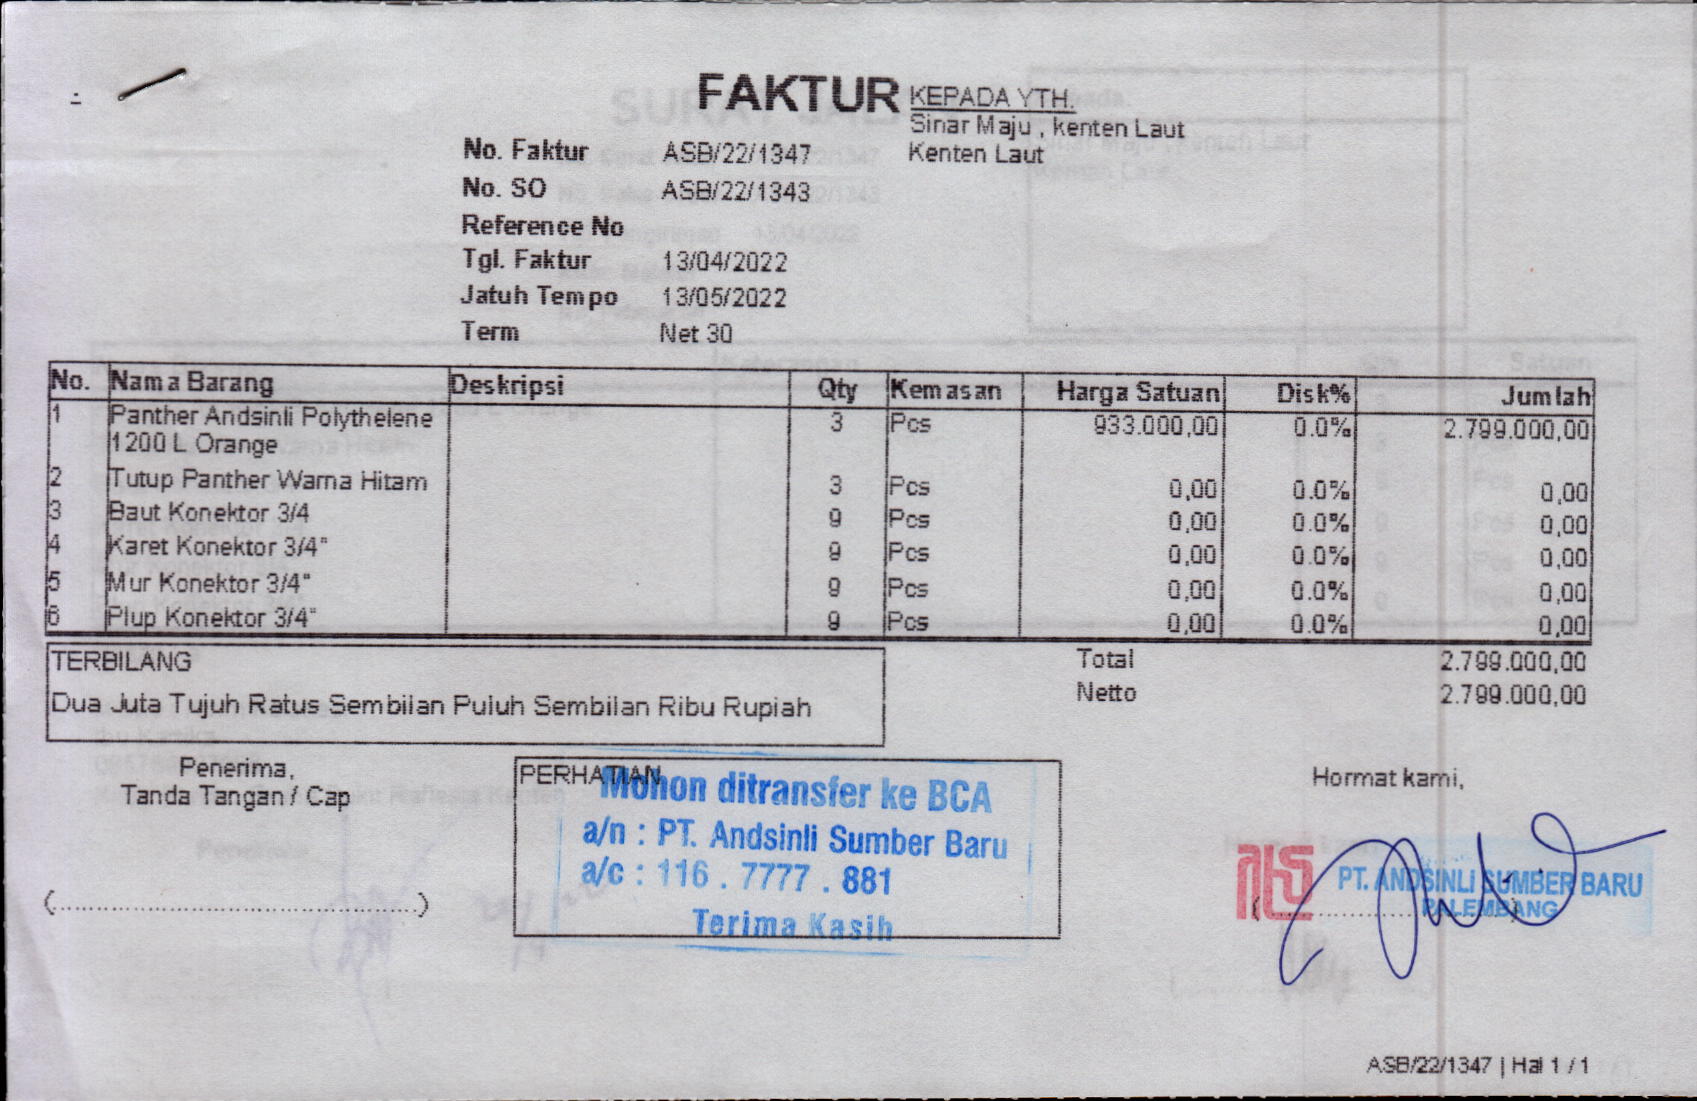 FAKTUR
KEPADA YTH.
Sinar Maju , kenten Laut
Kenten Laut
No. Faktur ASB/22/1347
No. SO ASB/22/1343
Reference No
Tgl. Faktur 13/04/2022
Jatuh Tempo 13/05/2022
Term Net 30
No. Nama Barang Deskripsi Qty Kemasan Harga Satuan Disk% Jumlah
1 Panther Andsinli Polythelene 3 Pcs 933.000,00 0.0% 2.799.000,00
1200 L Orange
2 Tutup Panther Warna Hitam 3 Pcs 0,00 0.0% 0,00
3 Baut Konektor 3/4 9 Pcs 0,00 0.0% 0,00
4 Karet Konektor 3/4" 9 Pcs 0,00 0.0% 0,00
5 Mur Konektor 3/4" 9 Pcs 0,00 0.0% 0,00
6 Plup Konektor 3/4" 9 Pcs 0,00 0.0% 0,00
TERBILANG
Dua Juta Tujuh Ratus Sembilan Puluh Sembilan Ribu Rupiah
Total 2.799.000,00
Netto 2.799.000,00
Penerima,
Tanda Tangan / Cap
(........................................)
PERHATIAN
Mohon ditransfer ke BCA
a/n : PT. Andsinli Sumber Baru
a/c : 116 . 7777 . 881
Terima Kasih
Hormat kami,
PT. ANDSINLI SUMBER BARU
PALEMBANG
ASB/22/1347 | Hal 1 / 1